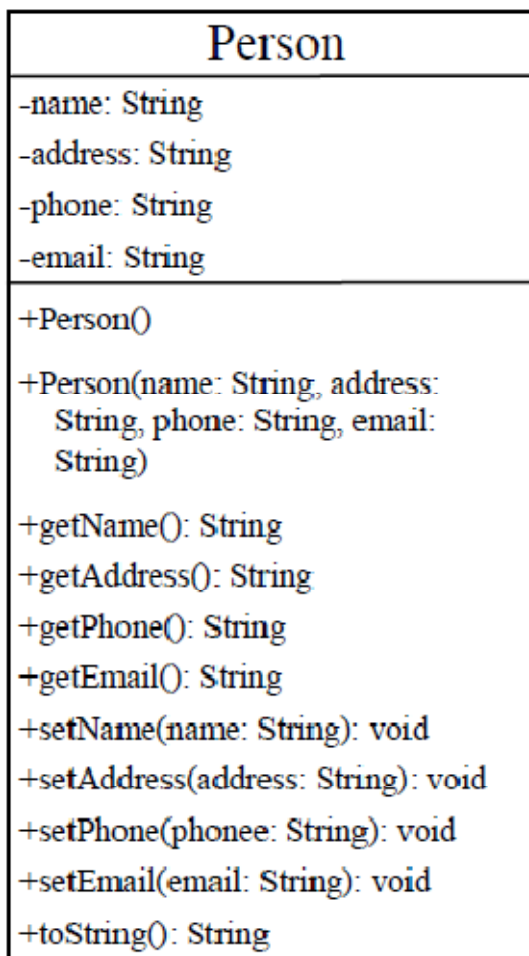 Person
-name: String
-address: String
-phone: String
-email: String
+Person()
+Person(name: String, address:
String, phone: String, email:
String)
+getName(): String
+getAddress(): String
+getPhone(): String
+getEmail(): String
+setName(name: String): void
+setAddress(address: String): void
+setPhone(phonee: String): void
+setEmail(email: String): void
+toString(): String